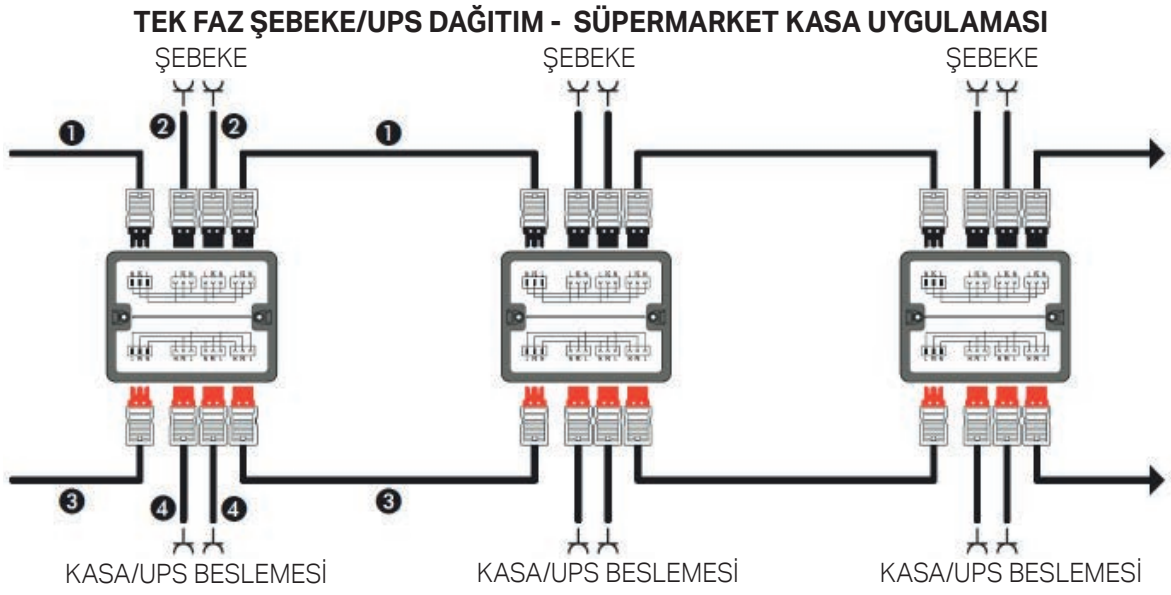 TEK FAZ ŞEBEKE/UPS DAĞITIM - SÜPERMARKET KASA UYGULAMASI
ŞEBEKE ŞEBEKE ŞEBEKE
1 2 2 1
3 4 4 3
KASA/UPS BESLEMESİ KASA/UPS BESLEMESİ KASA/UPS BESLEMESİ